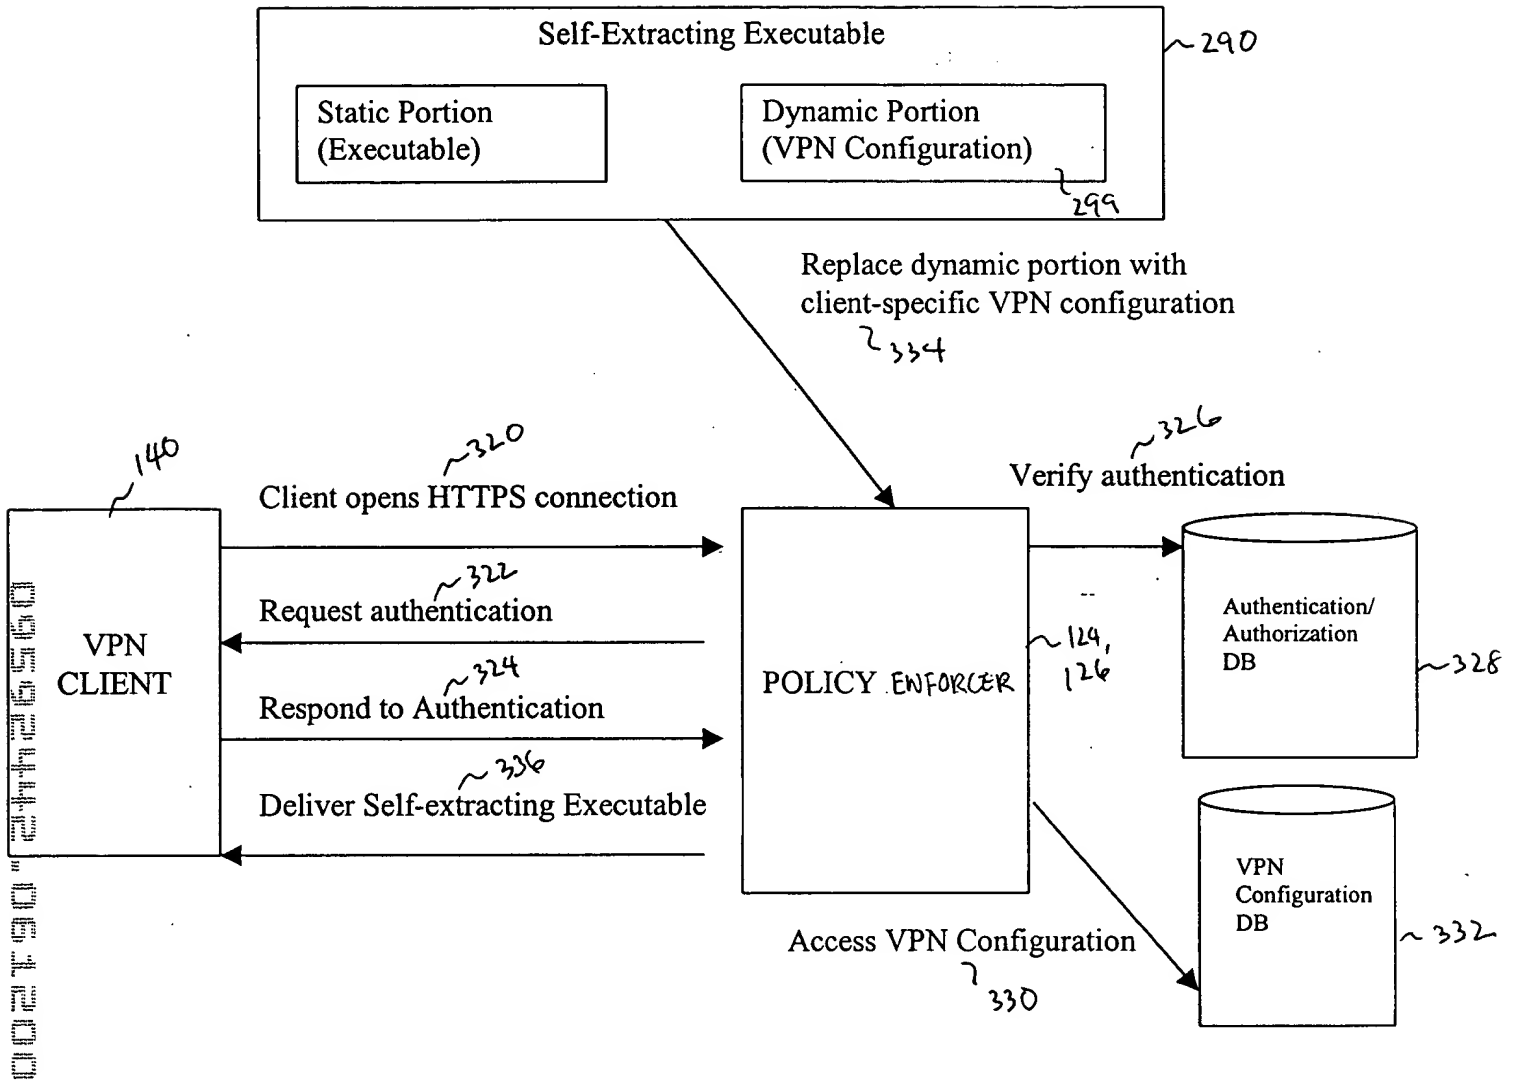 Self-Extracting Executable
290
Static Portion
(Executable)
Dynamic Portion
(VPN Configuration)
299
Replace dynamic portion with
client-specific VPN configuration
334
140
320
Client opens HTTPS connection
326
Verify authentication
322
Request authentication
VPN
CLIENT
324
Respond to Authentication
336
Deliver Self-extracting Executable
POLICY ENFORCER
124,
126
Authentication/
Authorization
DB
328
VPN
Configuration
DB
332
Access VPN Configuration
330
09592442.061200